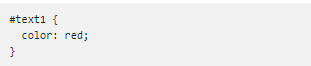 #text1 {
  color: red;
}